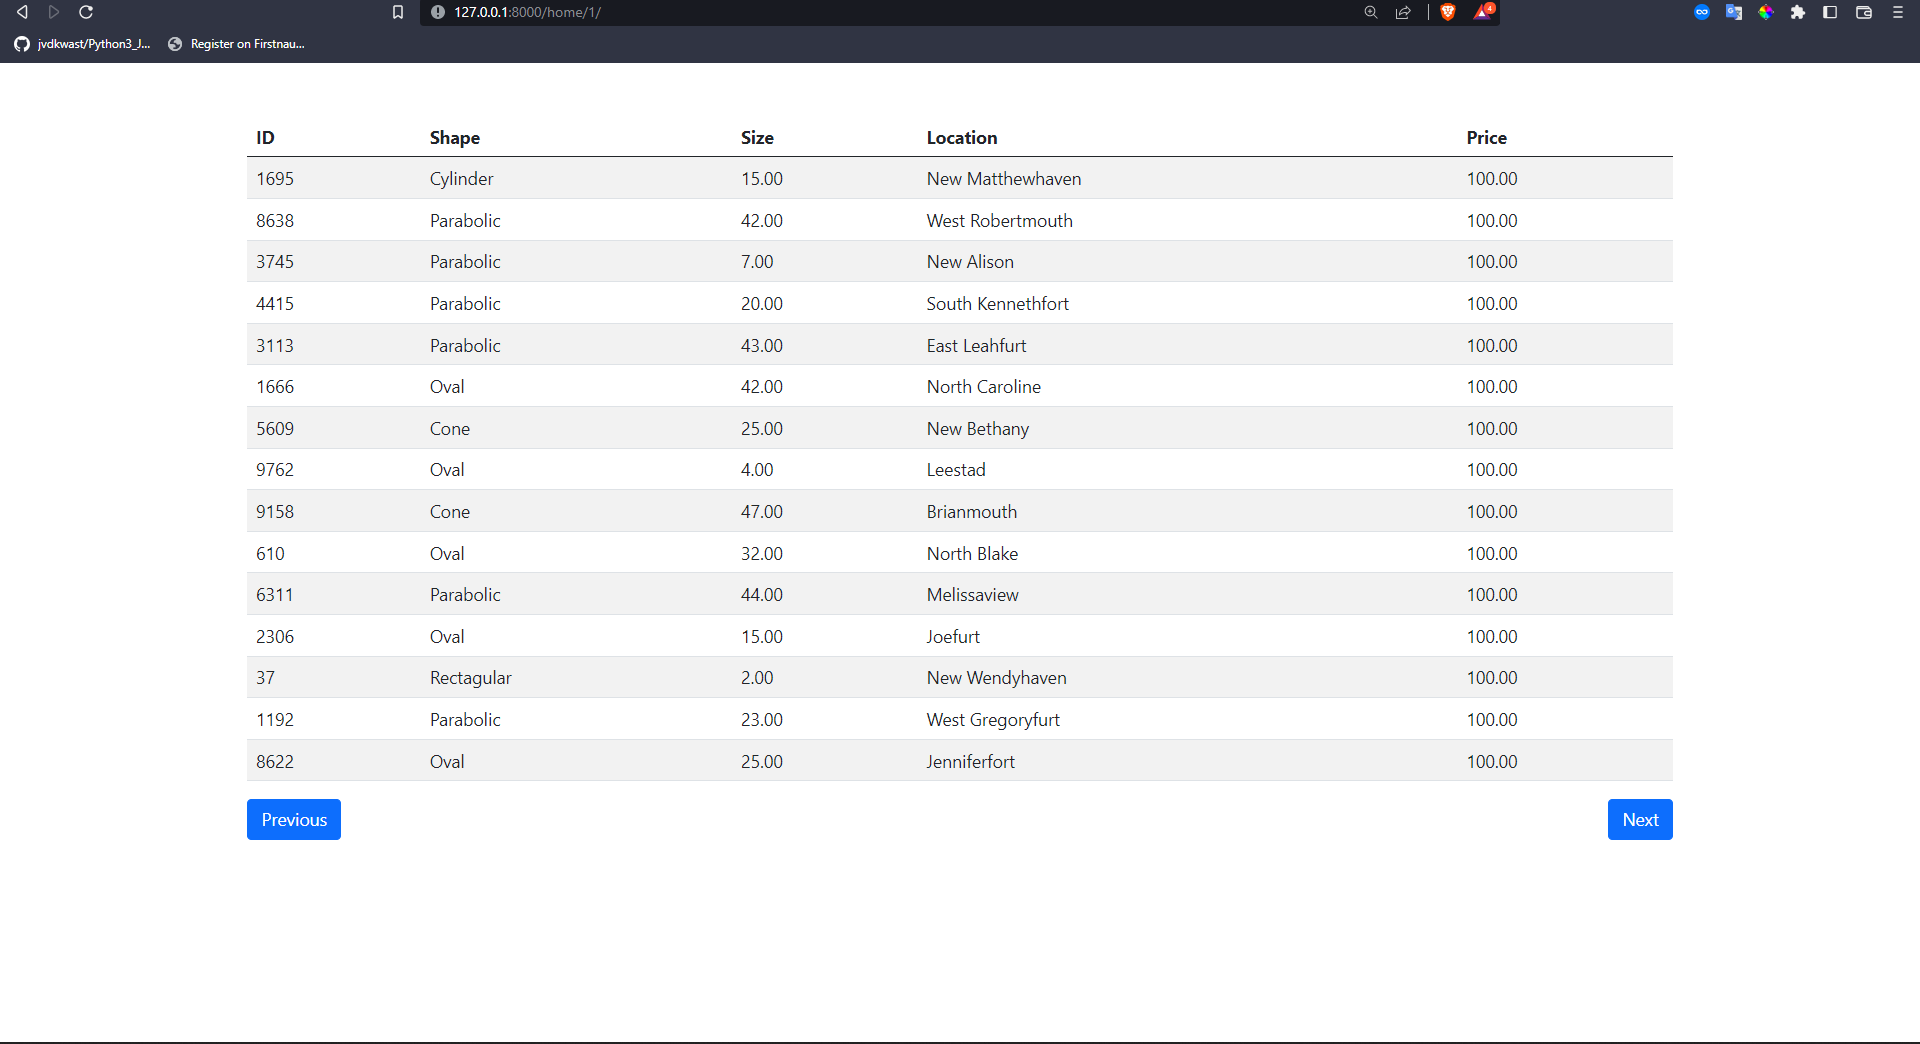 127.0.0.1:8000/home/1/
4
jvdkwast/Python3_J... Register on Firstnau...
ID Shape Size Location Price
1695 Cylinder 15.00 New Matthewhaven 100.00
8638 Parabolic 42.00 West Robertmouth 100.00
3745 Parabolic 7.00 New Alison 100.00
4415 Parabolic 20.00 South Kennethfort 100.00
3113 Parabolic 43.00 East Leahfurt 100.00
1666 Oval 42.00 North Caroline 100.00
5609 Cone 25.00 New Bethany 100.00
9762 Oval 4.00 Leestad 100.00
9158 Cone 47.00 Brianmouth 100.00
610 Oval 32.00 North Blake 100.00
6311 Parabolic 44.00 Melissaview 100.00
2306 Oval 15.00 Joefurt 100.00
37 Rectagular 2.00 New Wendyhaven 100.00
1192 Parabolic 23.00 West Gregoryfurt 100.00
8622 Oval 25.00 Jenniferfort 100.00
Previous Next